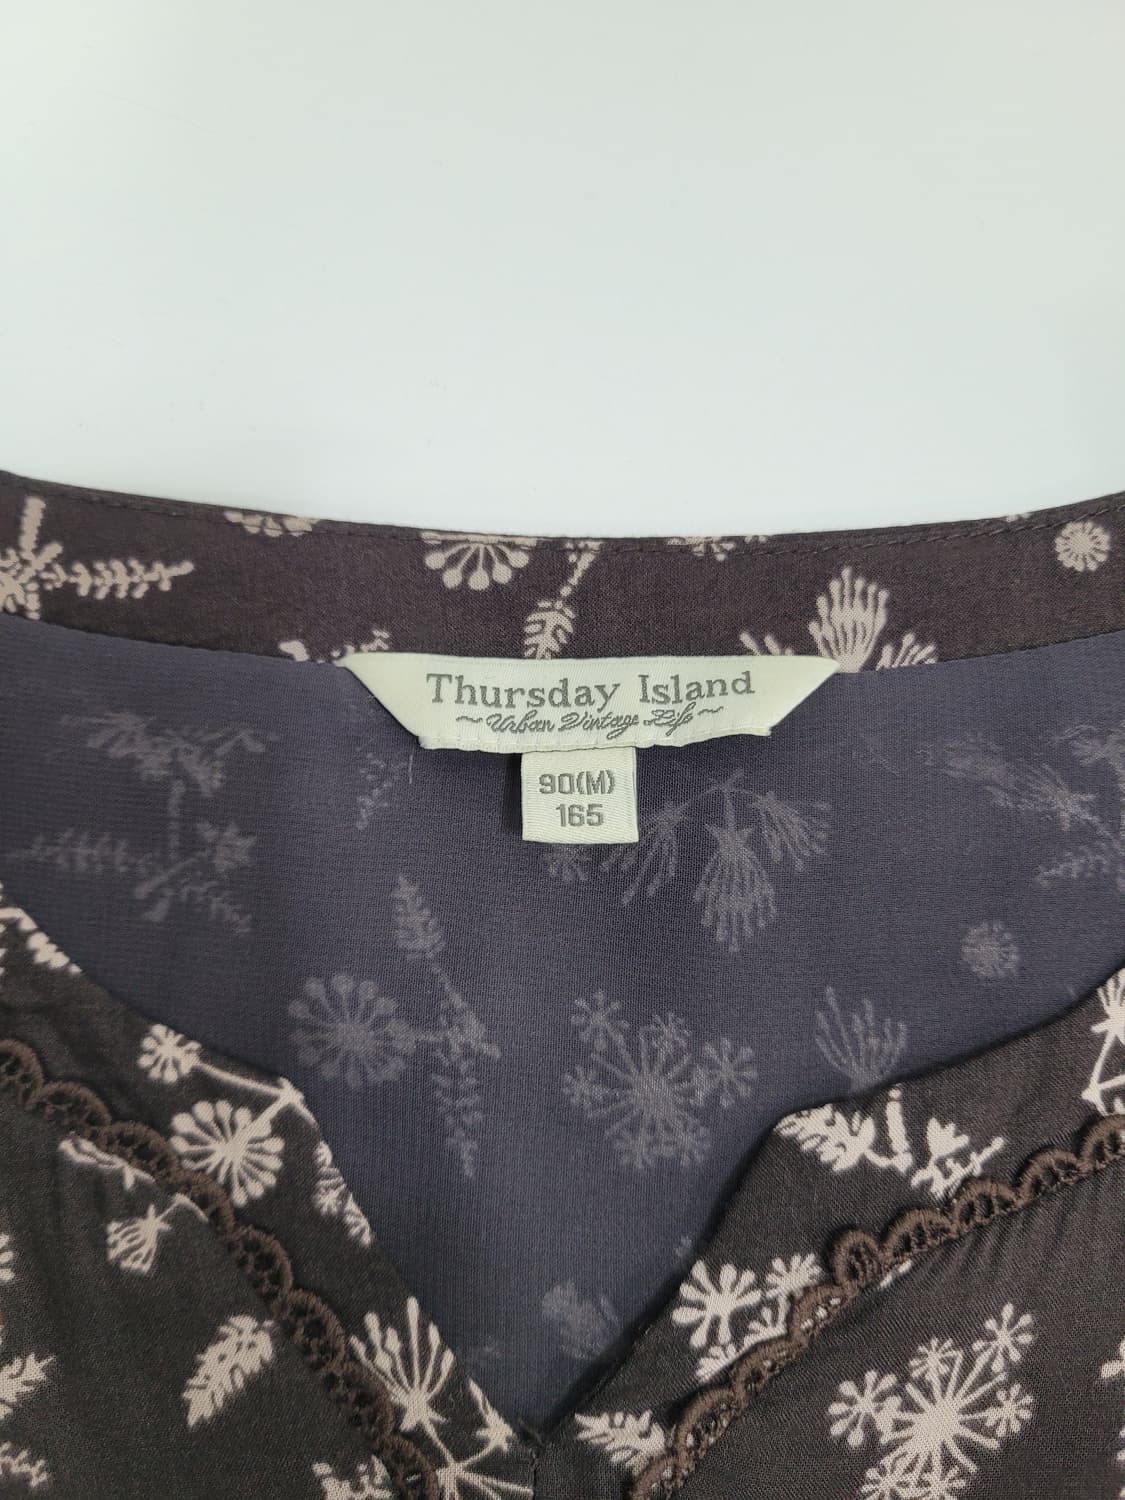 Thursday Island
~Urban Vintage Life~
90(M)
165